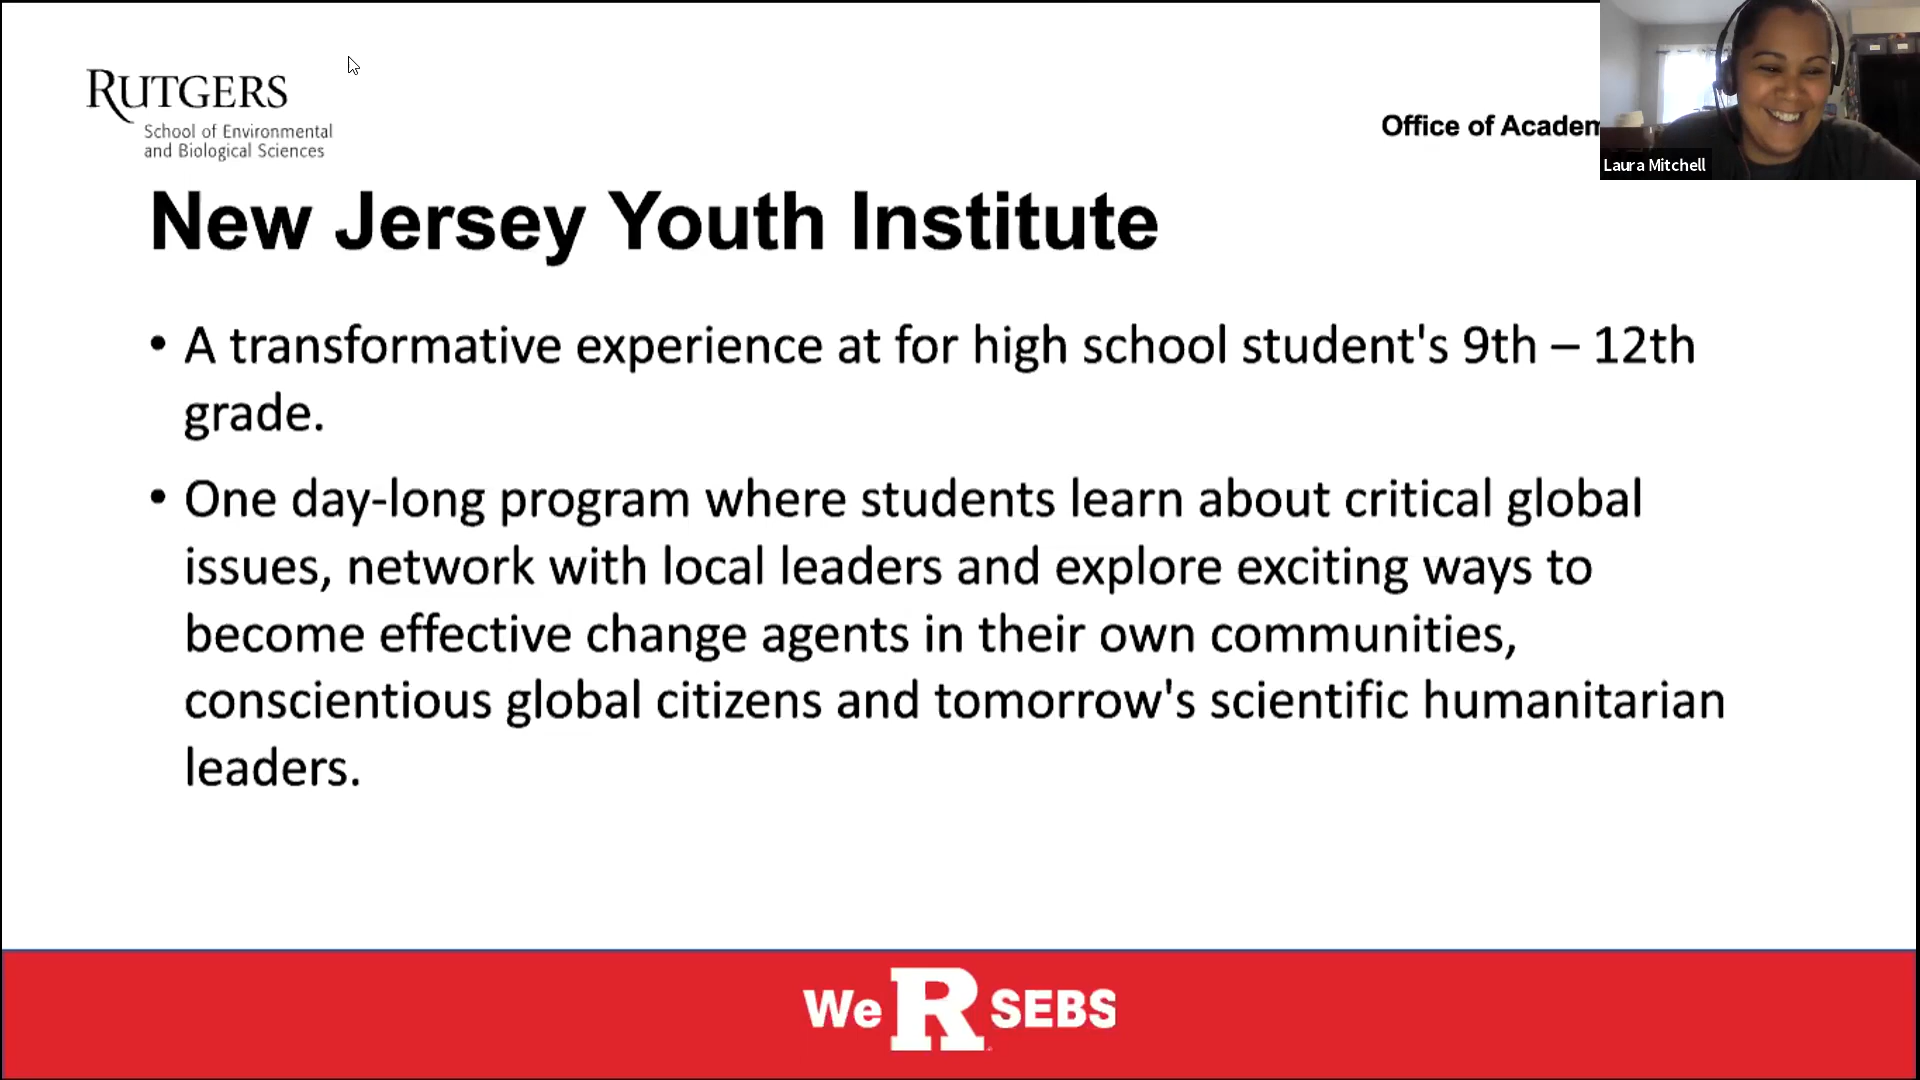 RUTGERS
School of Environmental
and Biological Sciences
Office of
Laura Mitchell
New Jersey Youth Institute
• A transformative experience at for high school student's 9th – 12th
grade.
• One day-long program where students learn about critical global
issues, network with local leaders and explore exciting ways to
become effective change agents in their own communities,
conscientious global citizens and tomorrow's scientific humanitarian
leaders.
We R SEBS